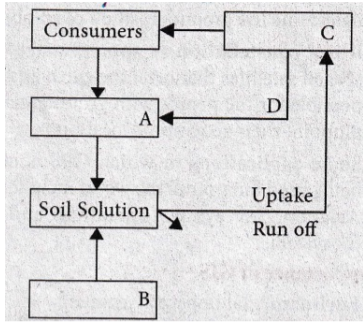 Consumers
C
A
D
Soil Solution
Uptake
Run off
B